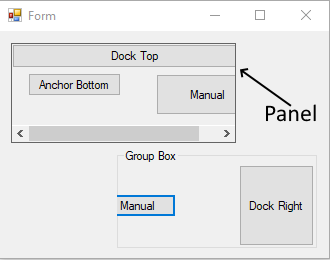 Form
Dock Top
Anchor Bottom
Manual
Panel
Group Box
Manual
Dock Right